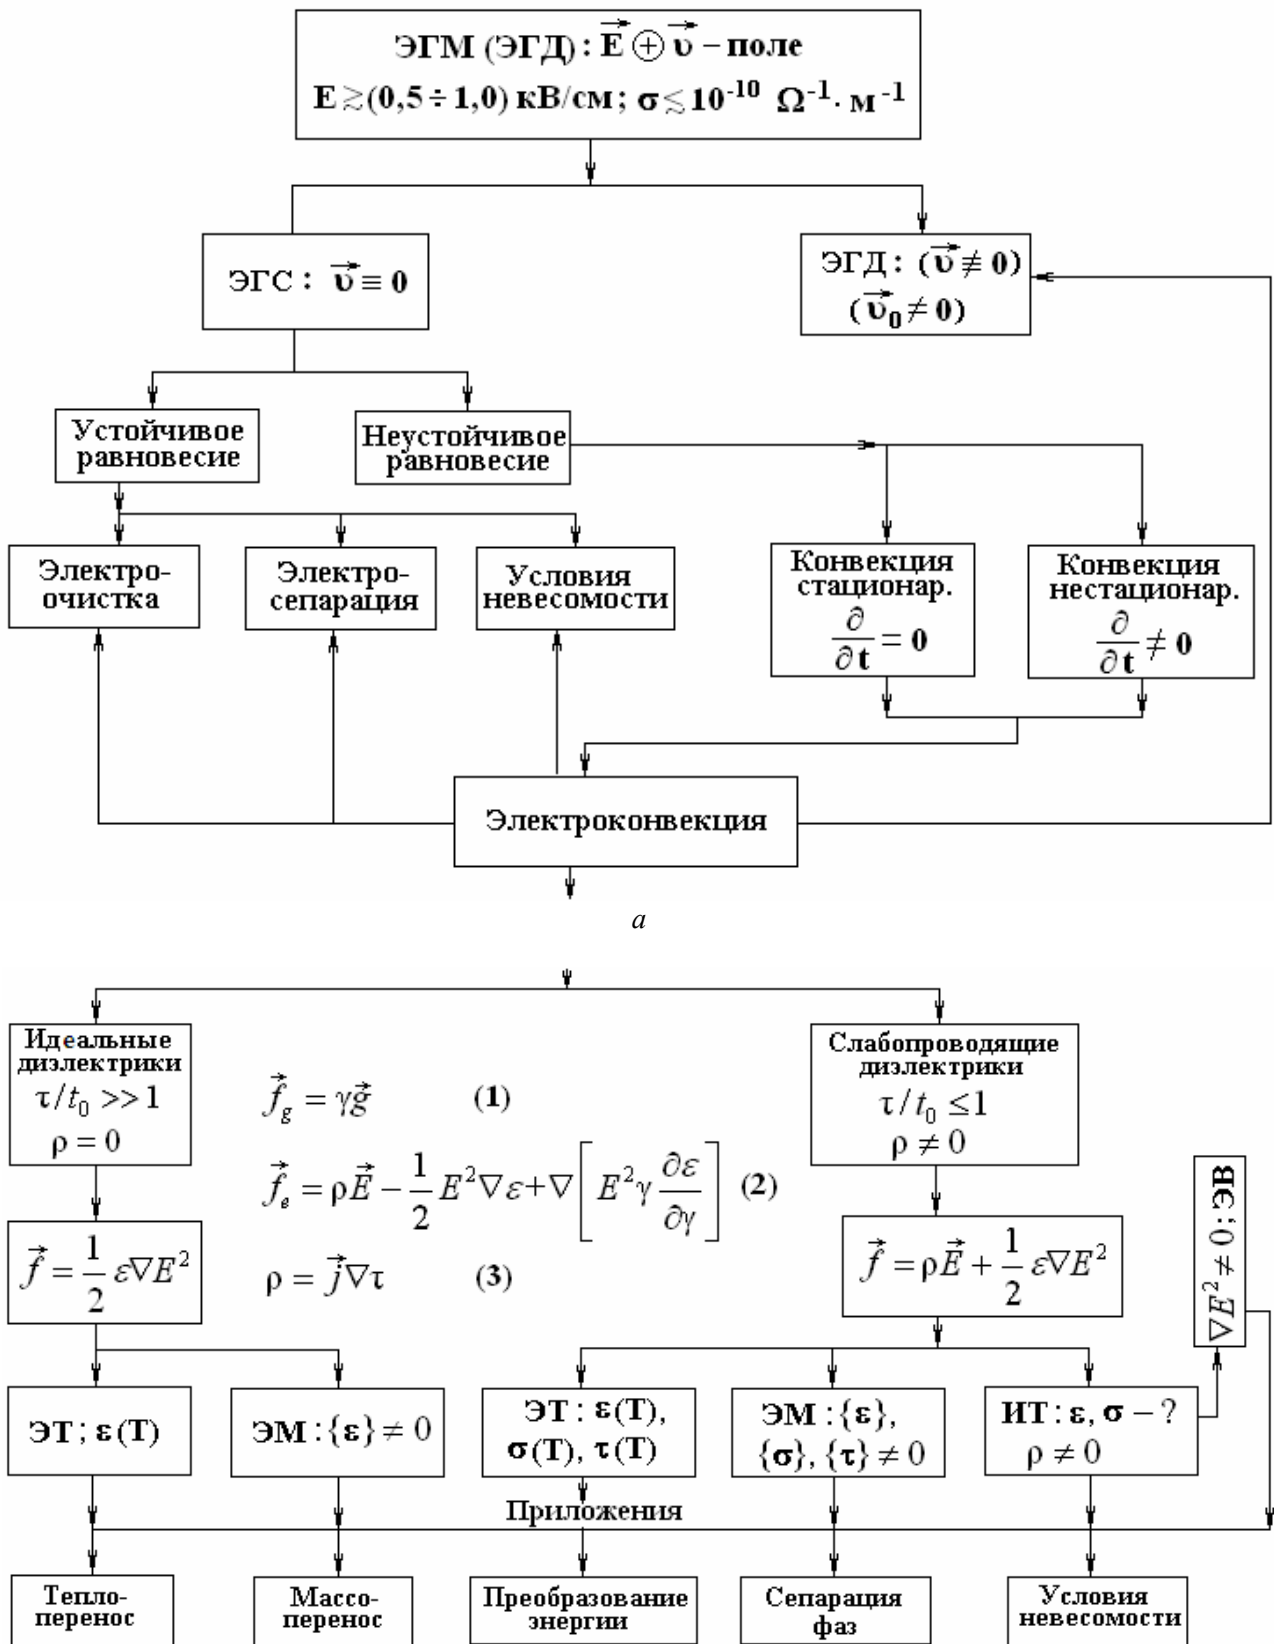 ЭГМ (ЭГД) : E⃗ ⊕ υ⃗ – поле
E ≳ (0,5 ÷ 1,0) кВ/см ; σ ≲ 10⁻¹⁰ Ω⁻¹· м⁻¹
ЭГС : υ⃗ ≡ 0
ЭГД : (υ⃗ ≢ 0)
(υ⃗₀ ≠ 0)
Устойчивое
равновесие
Неустойчивое
равновесие
Электро-
очистка
Электро-
сепарация
Условия
невесомости
Конвекция
стационар.
∂/∂t = 0
Конвекция
нестационар.
∂/∂t ≠ 0
Электроконвекция
а
Идеальные
диэлектрики
τ/t₀ >> 1
ρ = 0
f⃗ = 1/2 ε∇E²
f⃗_g = γg⃗ (1)
f⃗_e = ρE⃗ – 1/2 E²∇ε + ∇[E²γ ∂ε/∂γ] (2)
ρ = j⃗∇τ (3)
Слабопроводящие
диэлектрики
τ/t₀ ≤ 1
ρ ≠ 0
f⃗ = ρE⃗ + 1/2 ε∇E²
∇E² ≠ 0 ; ЭВ
ЭТ ; ε(T)
ЭМ : {ε} ≠ 0
ЭТ : ε(T),
σ(T), τ(T)
ЭМ : {ε},
{σ}, {τ} ≠ 0
ИТ : ε, σ – ?
ρ ≠ 0
Приложения
Тепло-
перенос
Массо-
перенос
Преобразование
энергии
Сепарация
фаз
Условия
невесомости